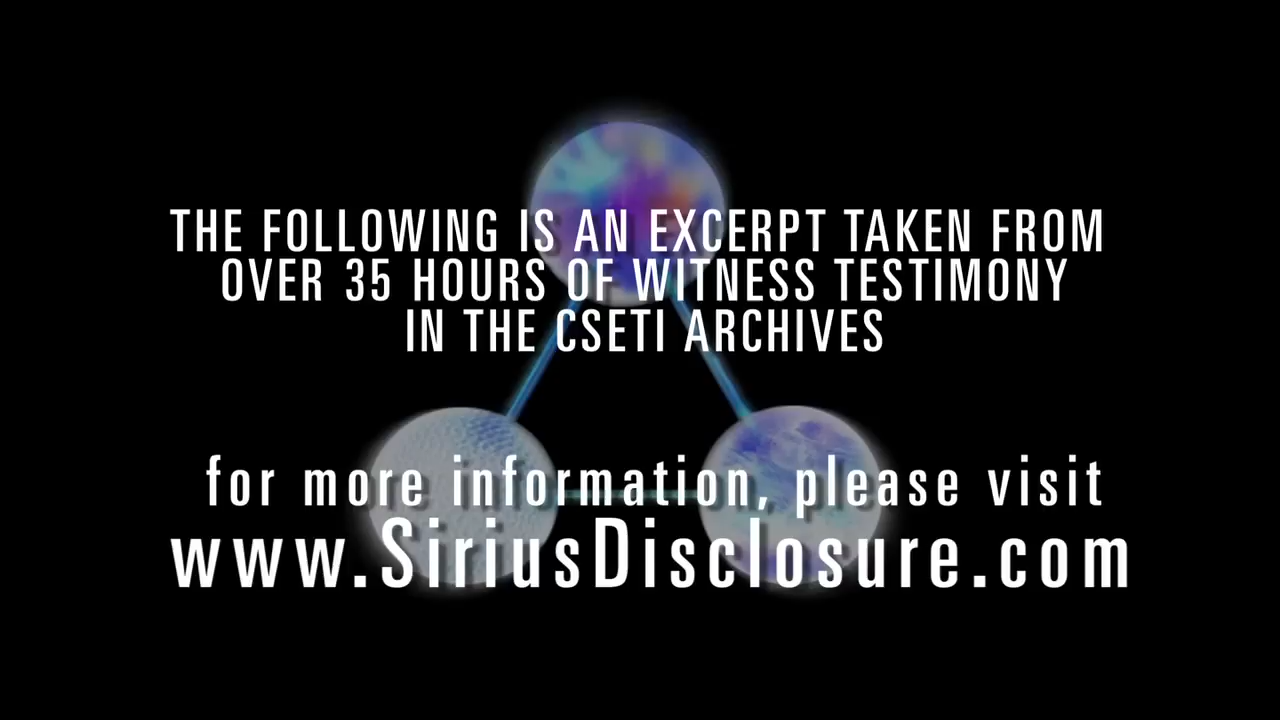 THE FOLLOWING IS AN EXCERPT TAKEN FROM
OVER 35 HOURS OF WITNESS TESTIMONY
IN THE CSETI ARCHIVES
for more information, please visit
www.SiriusDisclosure.com